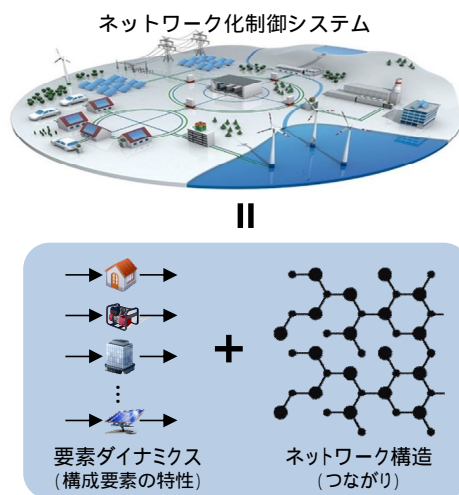 ネットワーク化制御システム
要素ダイナミクス
(構成要素の特性)
ネットワーク構造
(つながり)